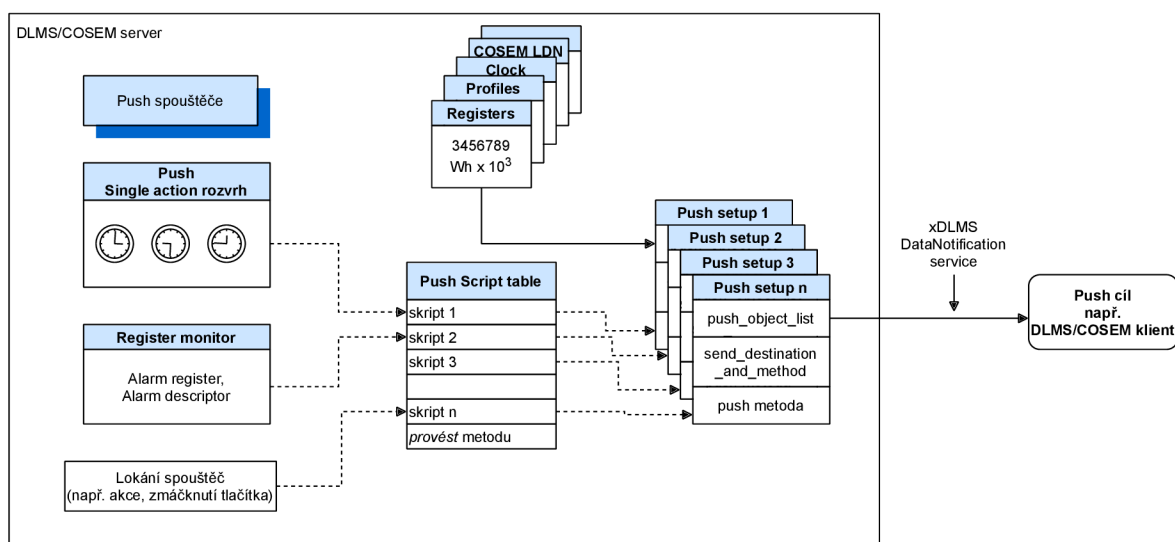 DLMS/COSEM server
Push spouštěče
Push
Single action rozvrh
Register monitor
Alarm register,
Alarm descriptor
Lokání spouštěč
(např. akce, zmáčknutí tlačítka)
COSEM LDN
Clock
Profiles
Registers
3456789
Wh x 10³
Push Script table
skript 1
skript 2
skript 3
skript n
provést metodu
Push setup 1
Push setup 2
Push setup 3
Push setup n
push_object_list
send_destination
_and_method
push metoda
xDLMS
DataNotification
service
Push cíl
např.
DLMS/COSEM klient